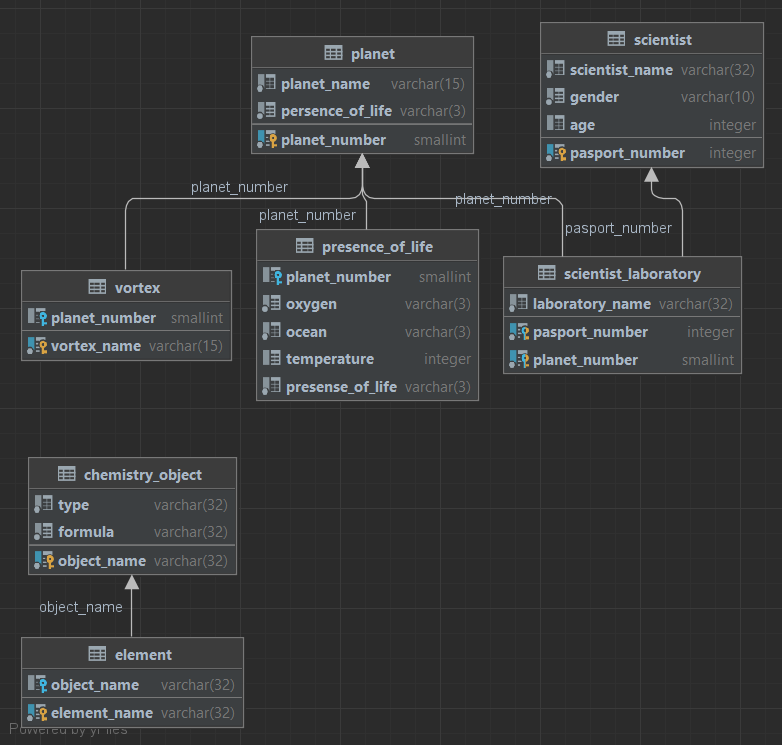 planet
planet_name varchar(15)
persence_of_life varchar(3)
planet_number smallint
scientist
scientist_name varchar(32)
gender varchar(10)
age integer
pasport_number integer
planet_number
planet_number
planet_number
pasport_number
vortex
planet_number smallint
vortex_name varchar(15)
presence_of_life
planet_number smallint
oxygen varchar(3)
ocean varchar(3)
temperature integer
presense_of_life varchar(3)
scientist_laboratory
laboratory_name varchar(32)
pasport_number integer
planet_number smallint
chemistry_object
type varchar(32)
formula varchar(32)
object_name varchar(32)
object_name
element
object_name varchar(32)
element_name varchar(32)
Powered by yFiles